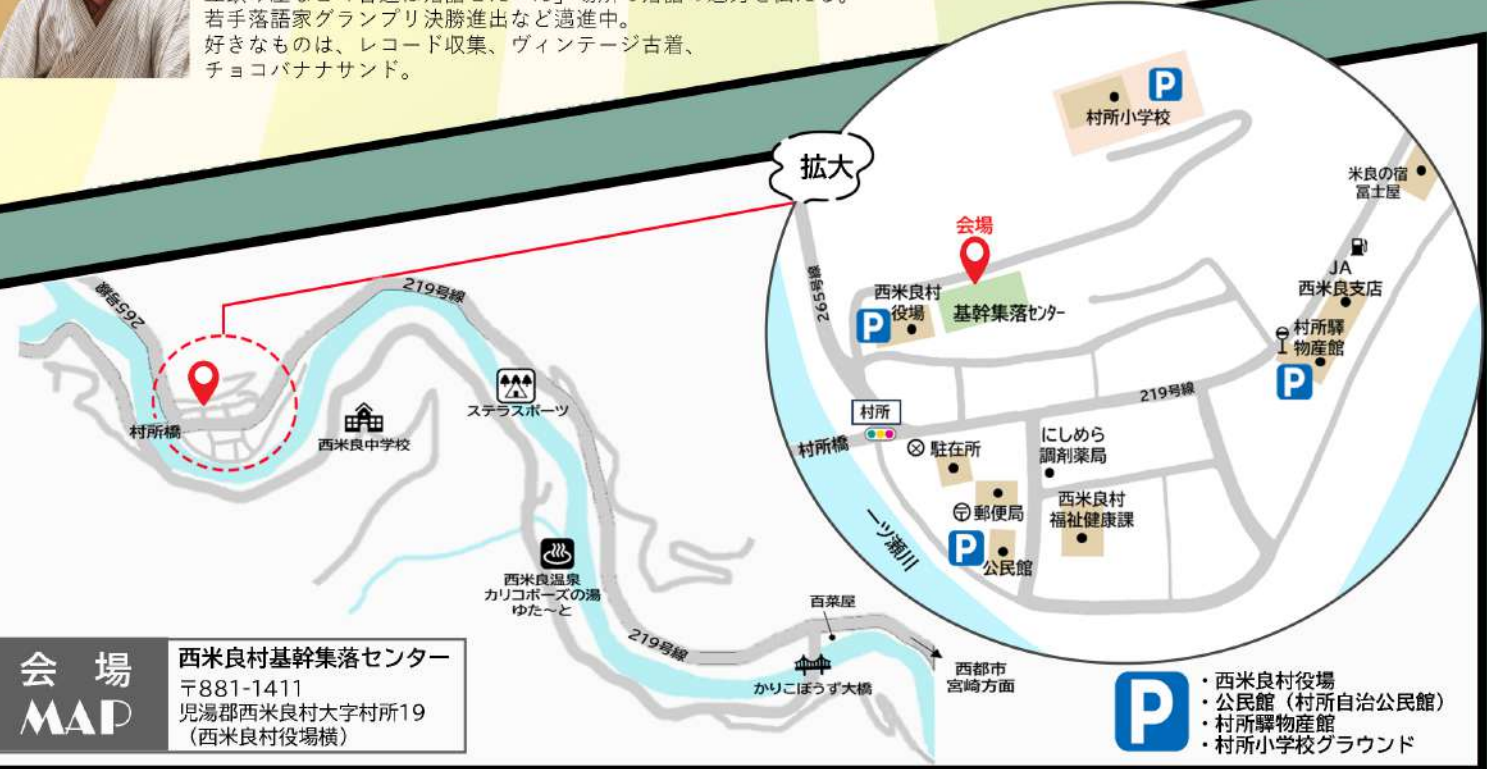 若手落語家グランプリ決勝進出など邁進中。
好きなものは、レコード収集、ヴィンテージ古着、
チョコバナナサンド。
拡大
265号線
219号線
村所橋
西米良中学校
ステラスポーツ
西米良温泉
カリコボーズの湯
ゆた～と
219号線
百菜屋
かりこぼうず大橋
西都市
宮崎方面
P
村所小学校
米良の宿
冨士屋
会場
265号線
西米良村
役場
P
基幹集落センター
JA
西米良支店
村所驛
物産館
P
219号線
村所
村所橋
駐在所
にしめら
調剤薬局
〒郵便局
西米良村
福祉健康課
P
公民館
一ツ瀬川
会場
MAP
西米良村基幹集落センター
〒881-1411
児湯郡西米良村大字村所19
（西米良村役場横）
P
・西米良村役場
・公民館（村所自治公民館）
・村所驛物産館
・村所小学校グラウンド